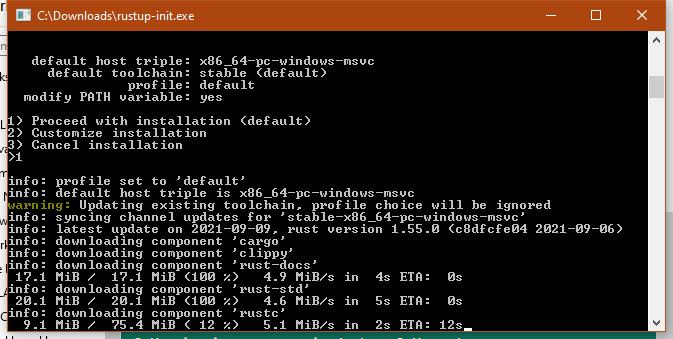 C:\Downloads\rustup-init.exe
default host triple: x86_64-pc-windows-msvc
default toolchain: stable (default)
profile: default
modify PATH variable: yes
1) Proceed with installation (default)
2) Customize installation
3) Cancel installation
>1
info: profile set to 'default'
info: default host triple is x86_64-pc-windows-msvc
warning: Updating existing toolchain, profile choice will be ignored
info: syncing channel updates for 'stable-x86_64-pc-windows-msvc'
info: latest update on 2021-09-09, rust version 1.55.0 (c8dfcfe04 2021-09-06)
info: downloading component 'cargo'
info: downloading component 'clippy'
info: downloading component 'rust-docs'
17.1 MiB / 17.1 MiB (100 %) 4.9 MiB/s in 4s ETA: 0s
info: downloading component 'rust-std'
20.1 MiB / 20.1 MiB (100 %) 4.6 MiB/s in 5s ETA: 0s
info: downloading component 'rustc'
9.1 MiB / 75.4 MiB ( 12 %) 5.1 MiB/s in 2s ETA: 12s